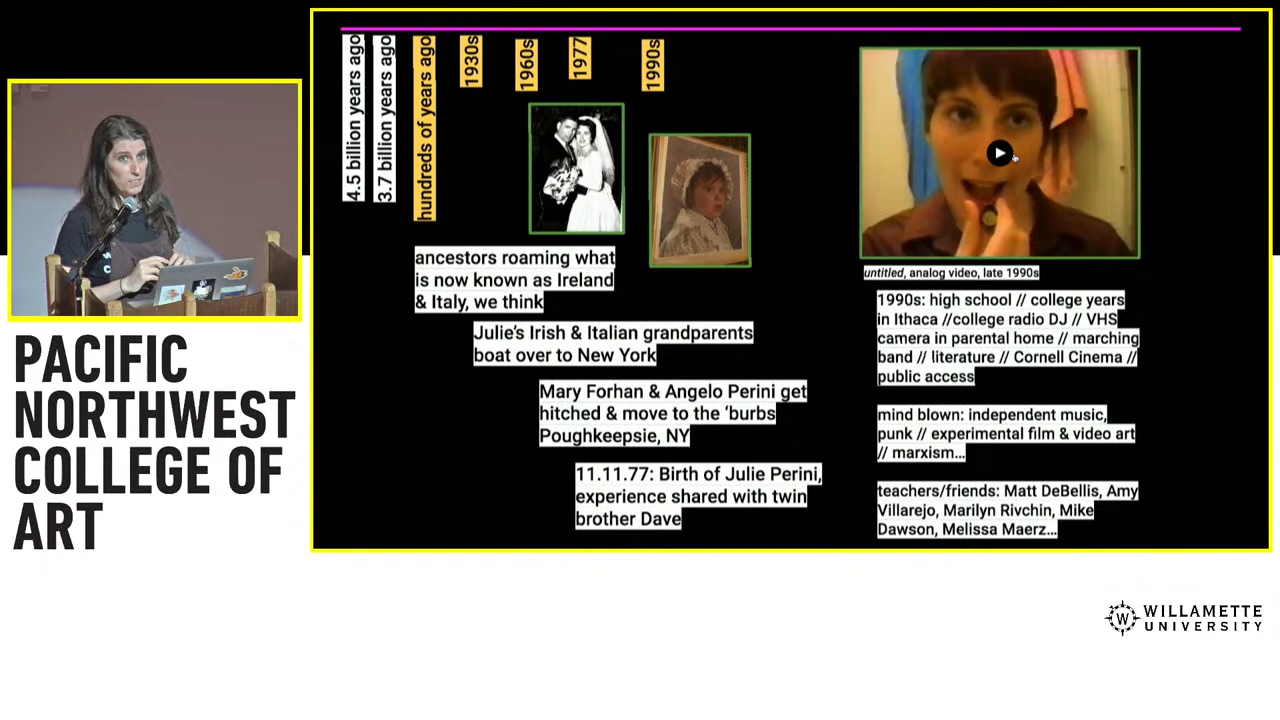 4.5 billion years ago
3.7 billion years ago
hundreds of years ago
1930s
1960s
1977
1990s
ancestors roaming what
is now known as Ireland
& Italy, we think
Julie's Irish & Italian grandparents
boat over to New York
Mary Forhan & Angelo Perini get
hitched & move to the ‘burbs
Poughkeepsie, NY
11.11.77: Birth of Julie Perini,
experience shared with twin
brother Dave
untitled, analog video, late 1990s
1990s: high school // college years
in Ithaca //college radio DJ // VHS
camera in parental home // marching
band // literature // Cornell Cinema //
public access
mind blown: independent music,
punk // experimental film & video art
// marxism...
teachers/friends: Matt DeBellis, Amy
Villarejo, Marilyn Rivchin, Mike
Dawson, Melissa Maerz...
PACIFIC
NORTHWEST
COLLEGE OF
ART
W
WILLAMETTE
UNIVERSITY